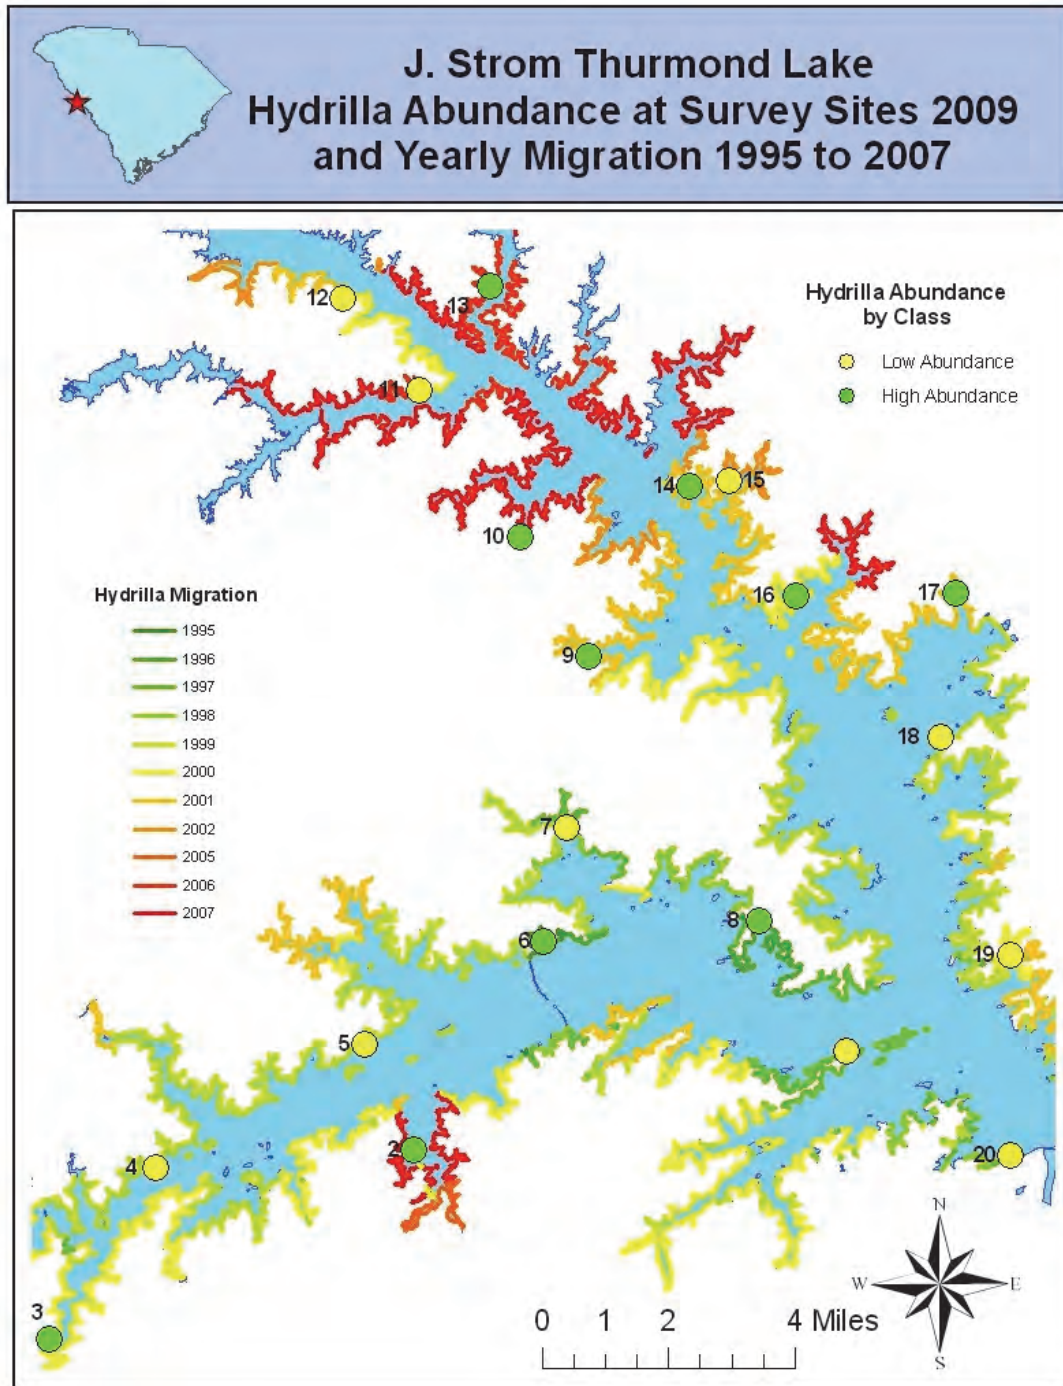 J. Strom Thurmond Lake
Hydrilla Abundance at Survey Sites 2009
and Yearly Migration 1995 to 2007
Hydrilla Abundance
by Class
Low Abundance
High Abundance
12
13
11
14
15
10
16
17
9
18
Hydrilla Migration
1995
1996
1997
1998
1999
2000
2001
2002
2005
2006
2007
7
8
6
19
5
2
4
20
3
N
W
E
S
0 1 2 4 Miles